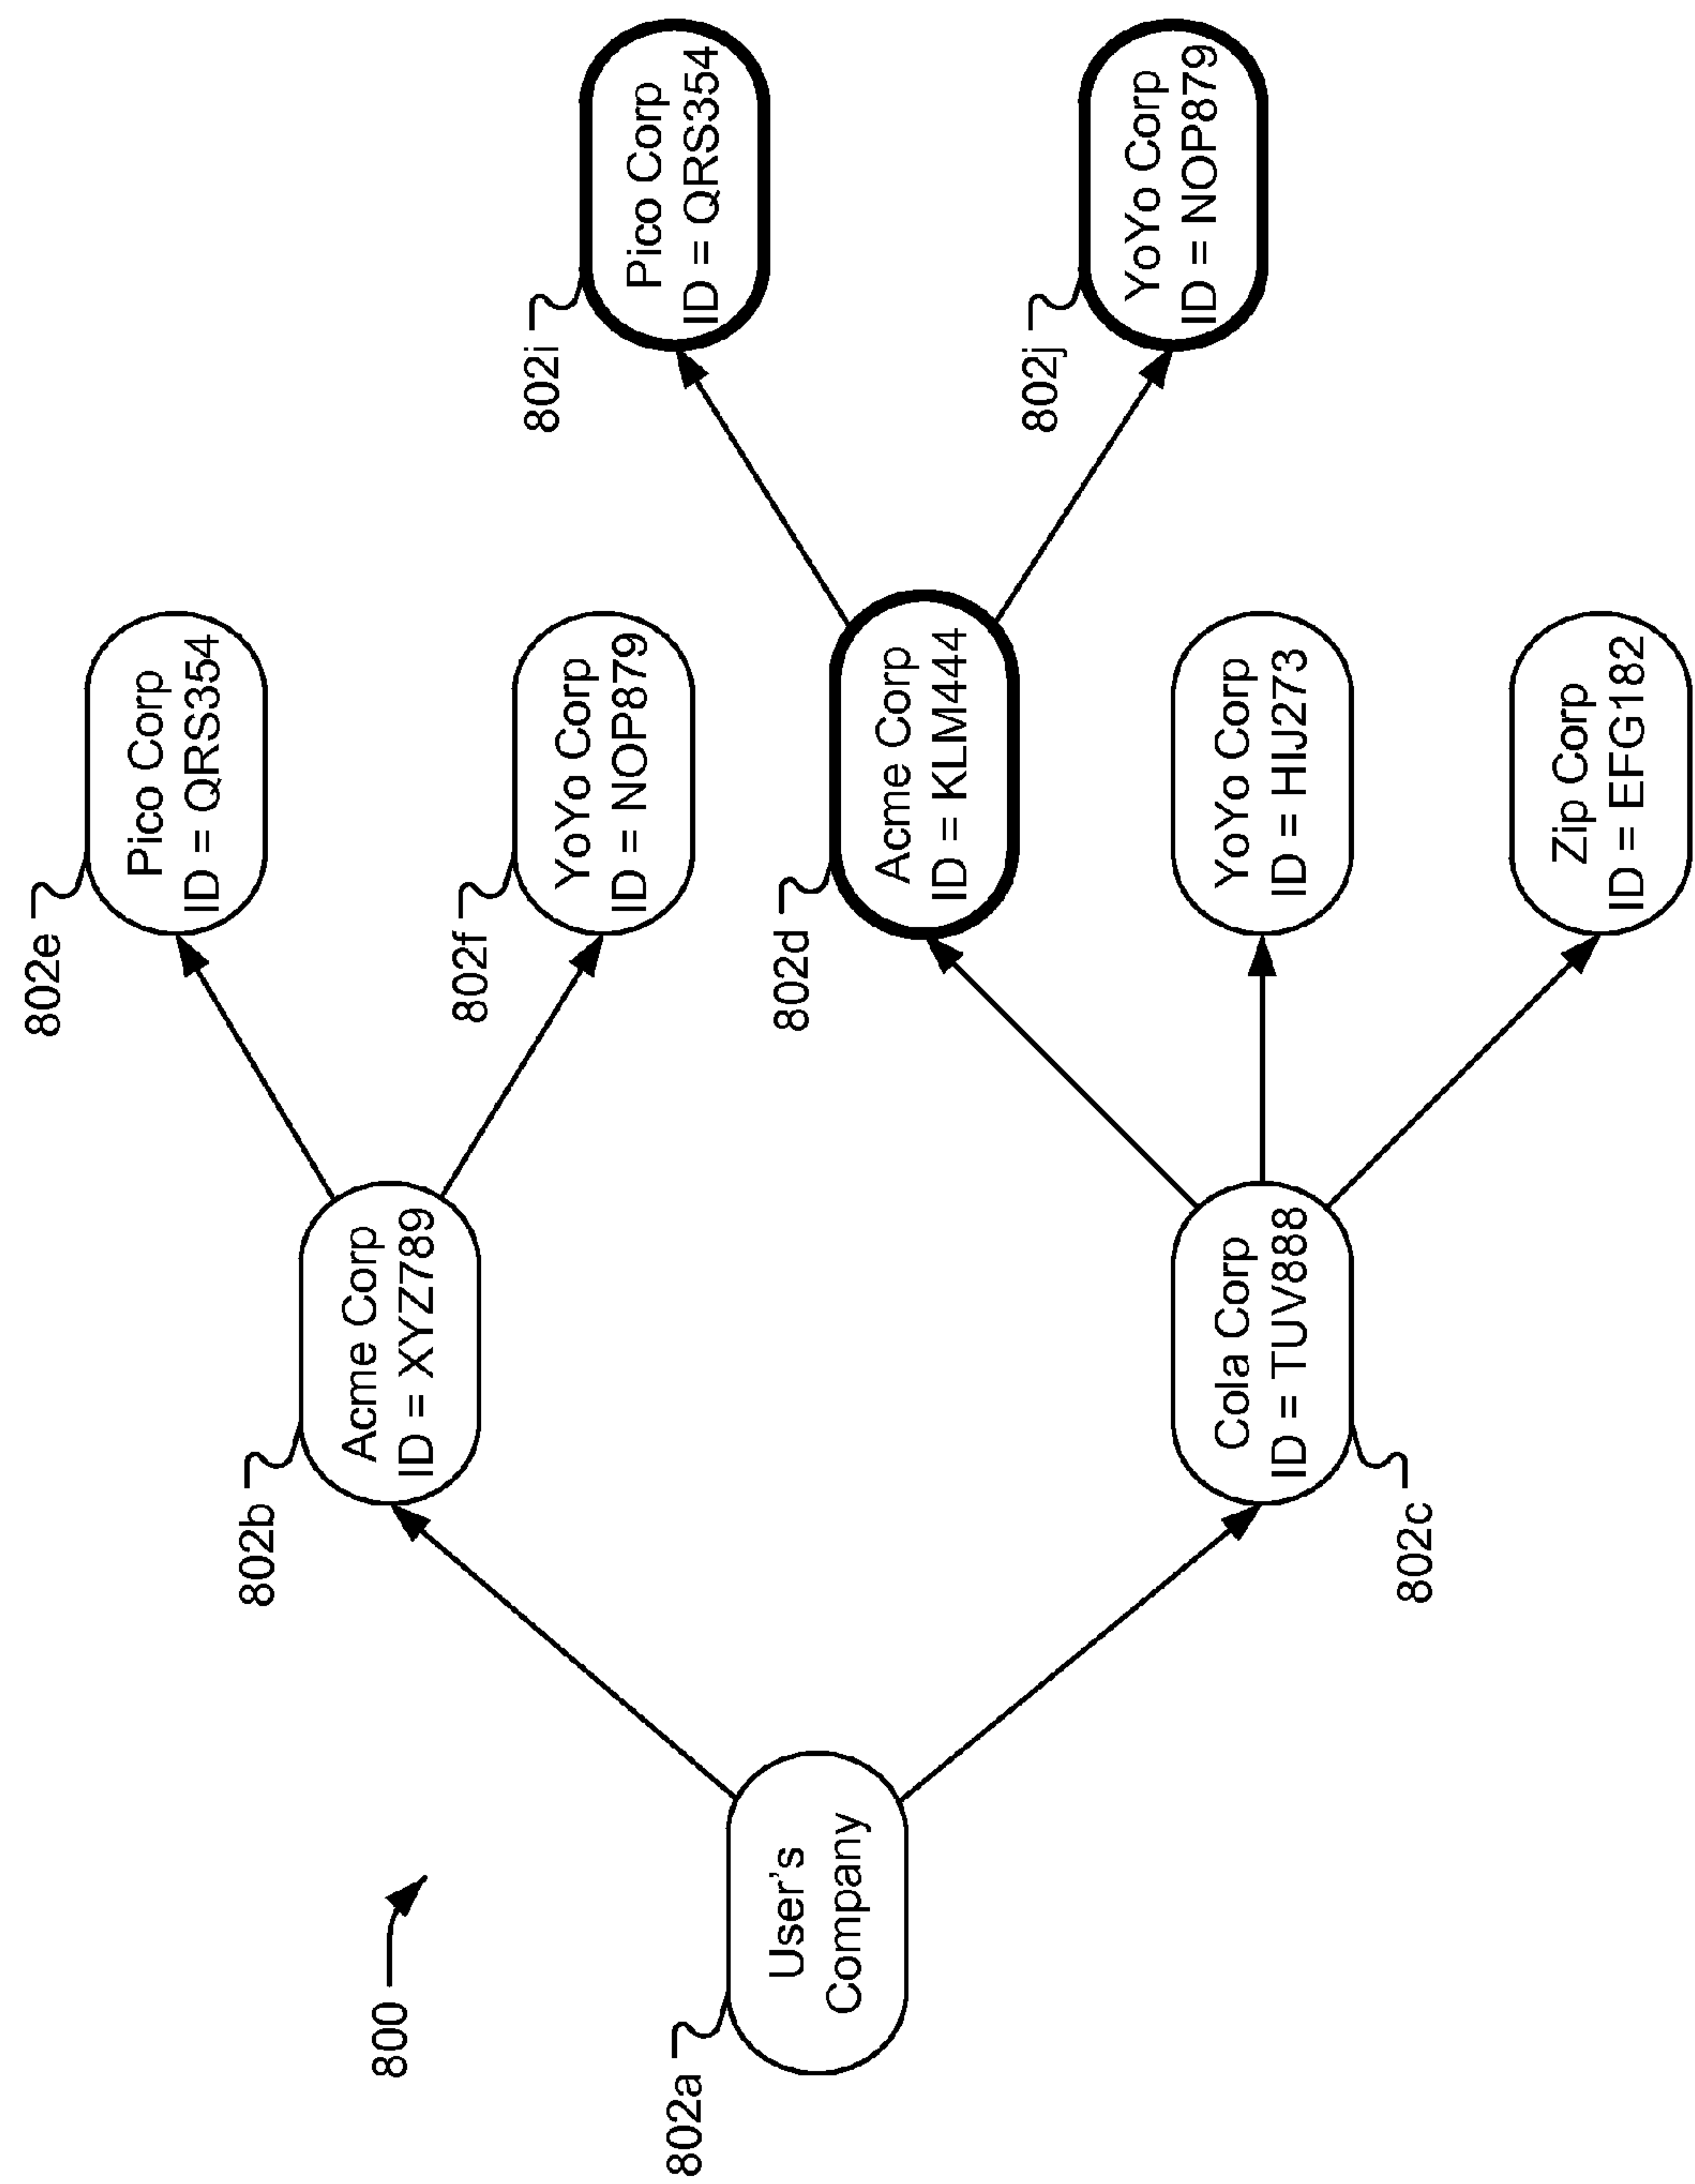 802e
Pico Corp
ID = QRS354
802b
800
Acme Corp
ID = XYZ789
802f
YoYo Corp
ID = NOP879
802i
Pico Corp
ID = QRS354
802a
User's
Company
802d
Acme Corp
ID = KLM444
802j
YoYo Corp
ID = NOP879
Cola Corp
ID = TUV888
802c
YoYo Corp
ID = HIJ273
Zip Corp
ID = EFG182